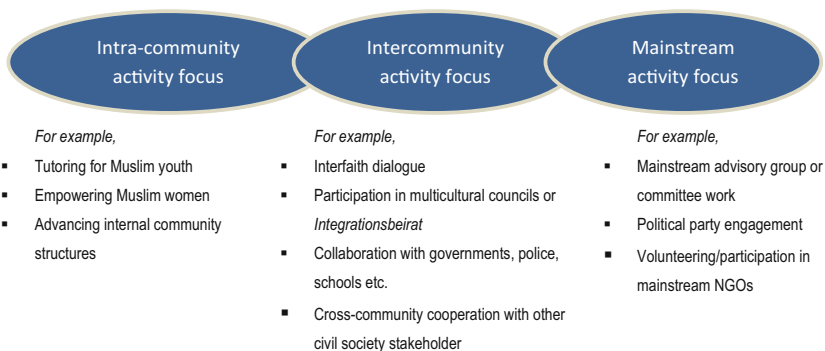 Intra-community
activity focus
Intercommunity
activity focus
Mainstream
activity focus
For example,
▪ Tutoring for Muslim youth
▪ Empowering Muslim women
▪ Advancing internal community
structures
For example,
▪ Interfaith dialogue
▪ Participation in multicultural councils or
Integrationsbeirat
▪ Collaboration with governments, police,
schools etc.
▪ Cross-community cooperation with other
civil society stakeholder
For example,
▪ Mainstream advisory group or
committee work
▪ Political party engagement
▪ Volunteering/participation in
mainstream NGOs